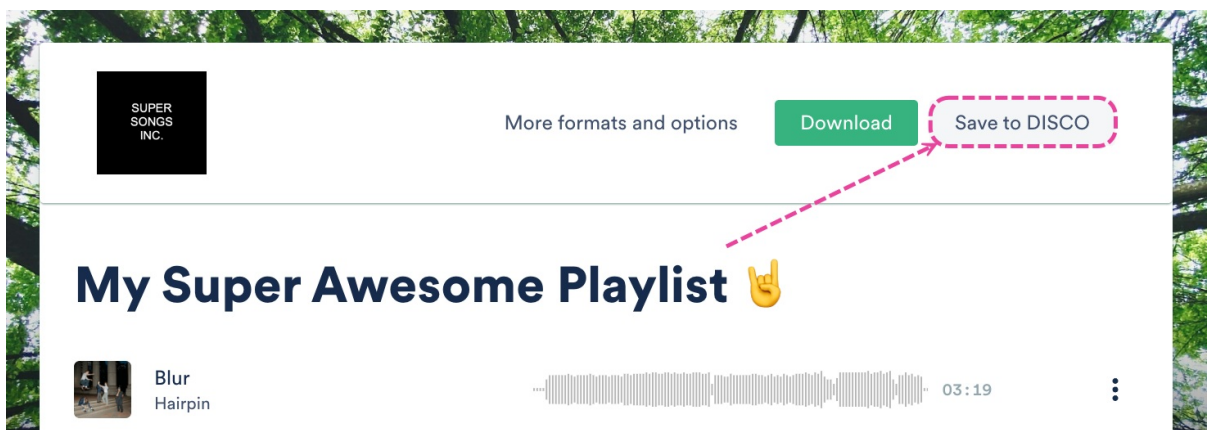 SUPER
SONGS
INC.
More formats and options
Download
Save to DISCO
My Super Awesome Playlist 🤘
Blur
Hairpin
03:19